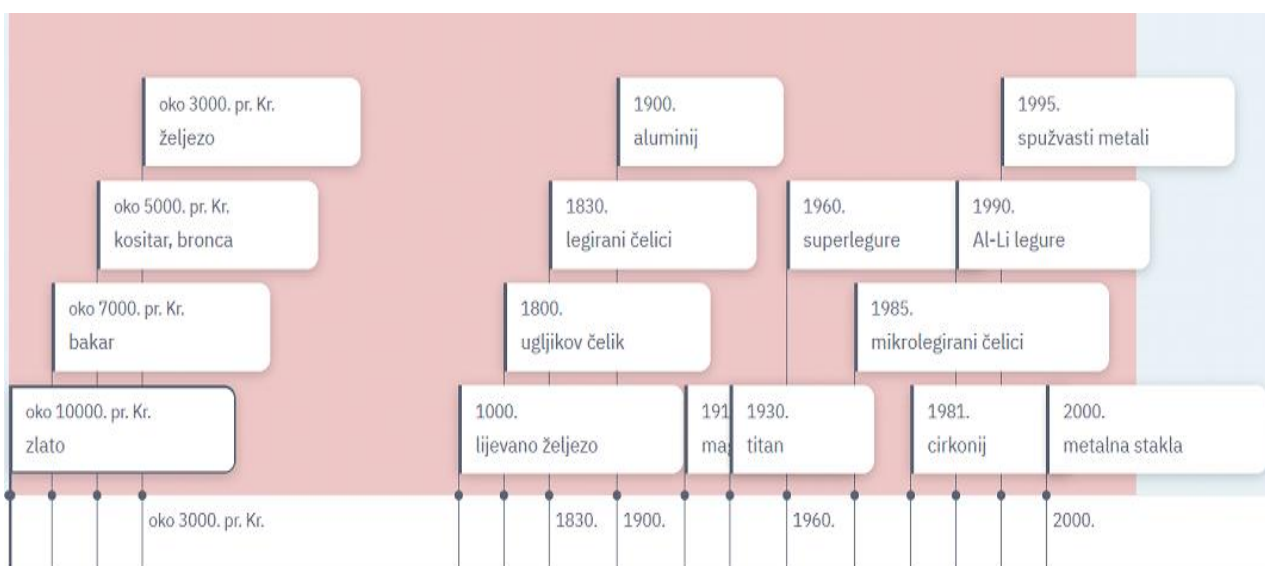 oko 3000. pr. Kr.
željezo
1900.
aluminij
1995.
spužvasti metali
oko 5000. pr. Kr.
kositar, bronca
1830.
legirani čelici
1960.
superlegure
1990.
Al-Li legure
oko 7000. pr. Kr.
bakar
1800.
ugljikov čelik
1985.
mikrolegirani čelici
oko 10000. pr. Kr.
zlato
1000.
lijevano željezo
1930.
titan
1981.
cirkonij
2000.
metalna stakla
oko 3000. pr. Kr.
1830.
1900.
1960.
2000.